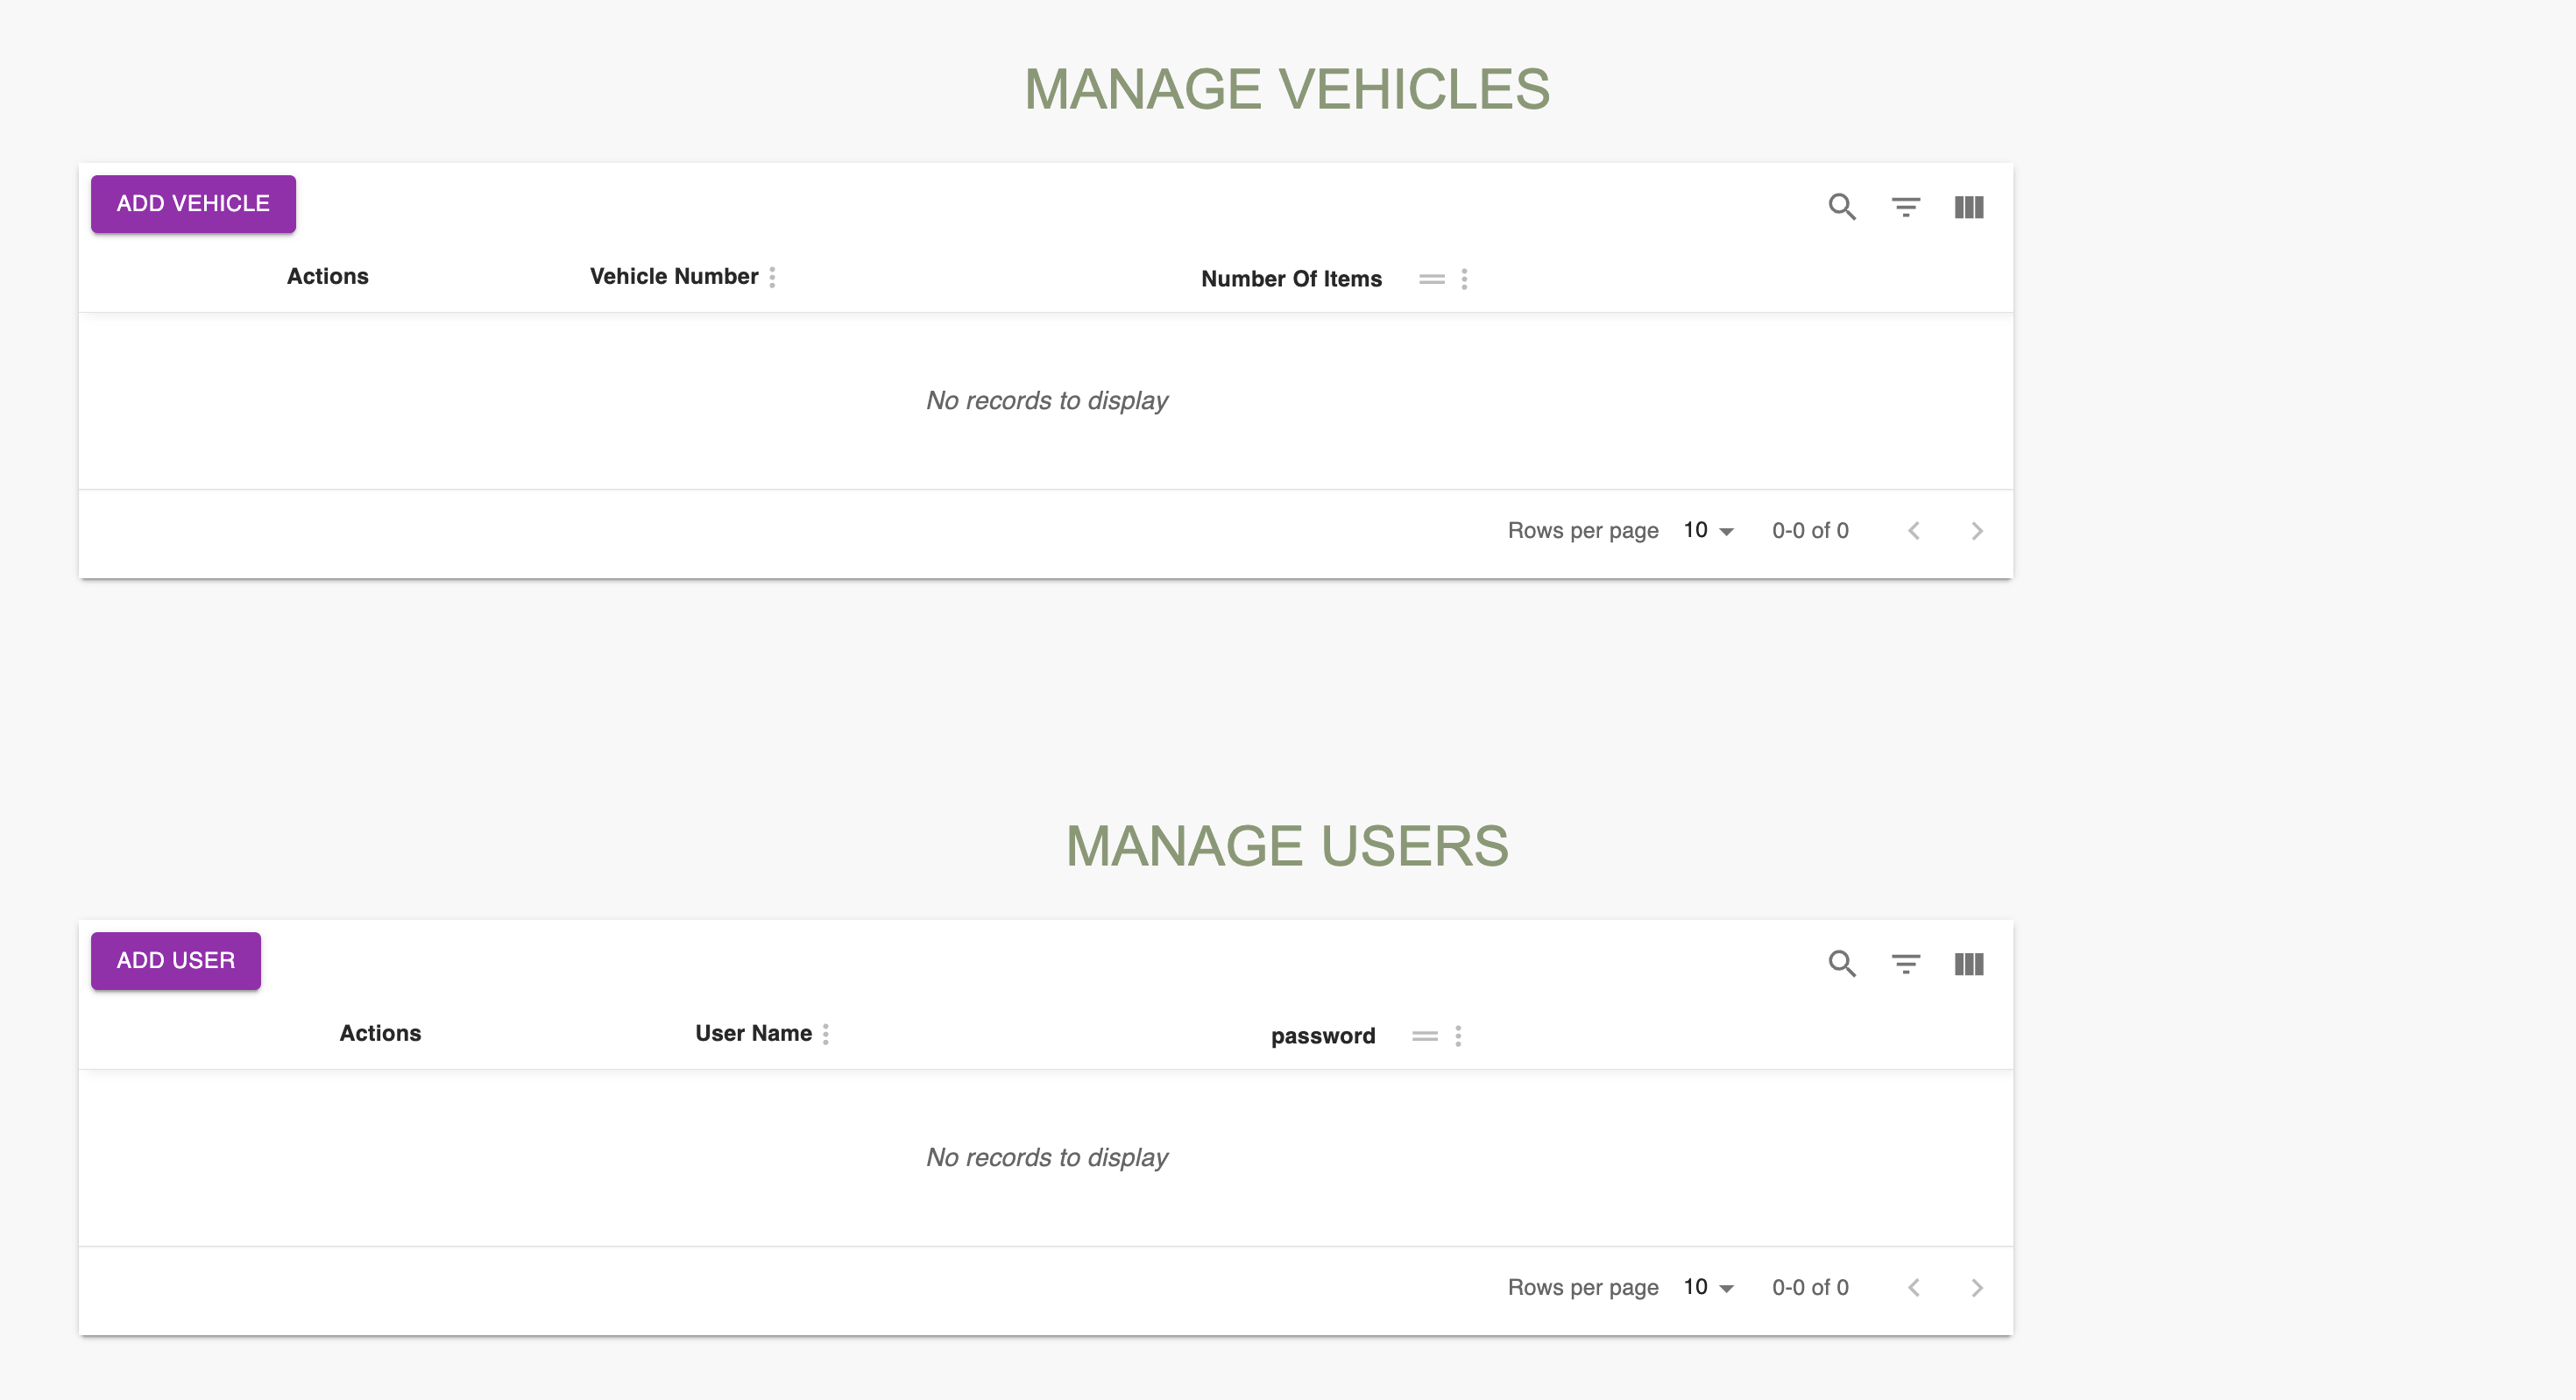 MANAGE VEHICLES
ADD VEHICLE
Actions Vehicle Number Number Of Items
No records to display
Rows per page 10 0-0 of 0
MANAGE USERS
ADD USER
Actions User Name password
No records to display
Rows per page 10 0-0 of 0